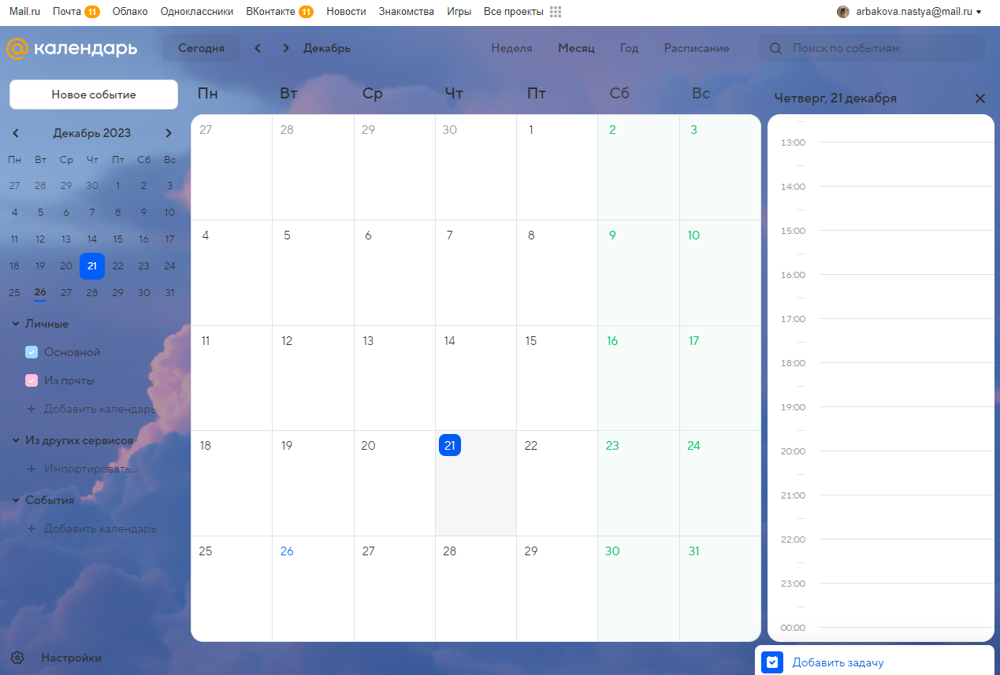 Mail.ru Почта 11 Облако Одноклассники ВКонтакте 11 Новости Знакомства Игры Все проекты arbakova.nastya@mail.ru
календарь Сегодня Декабрь Неделя Месяц Год Расписание Поиск по событиям
Новое событие
Декабрь 2023
Пн Вт Ср Чт Пт Сб Вс
27 28 29 30 1 2 3
4 5 6 7 8 9 10
11 12 13 14 15 16 17
18 19 20 21 22 23 24
25 26 27 28 29 30 31
Личные
Основной
Из почты
+ Добавить календарь
Из других сервисов
+ Импортировать...
События
+ Добавить календарь
Настройки
Пн Вт Ср Чт Пт Сб Вс
27 28 29 30 1 2 3
4 5 6 7 8 9 10
11 12 13 14 15 16 17
18 19 20 21 22 23 24
25 26 27 28 29 30 31
Четверг, 21 декабря
13:00
14:00
15:00
16:00
17:00
18:00
19:00
20:00
21:00
22:00
23:00
00:00
Добавить задачу